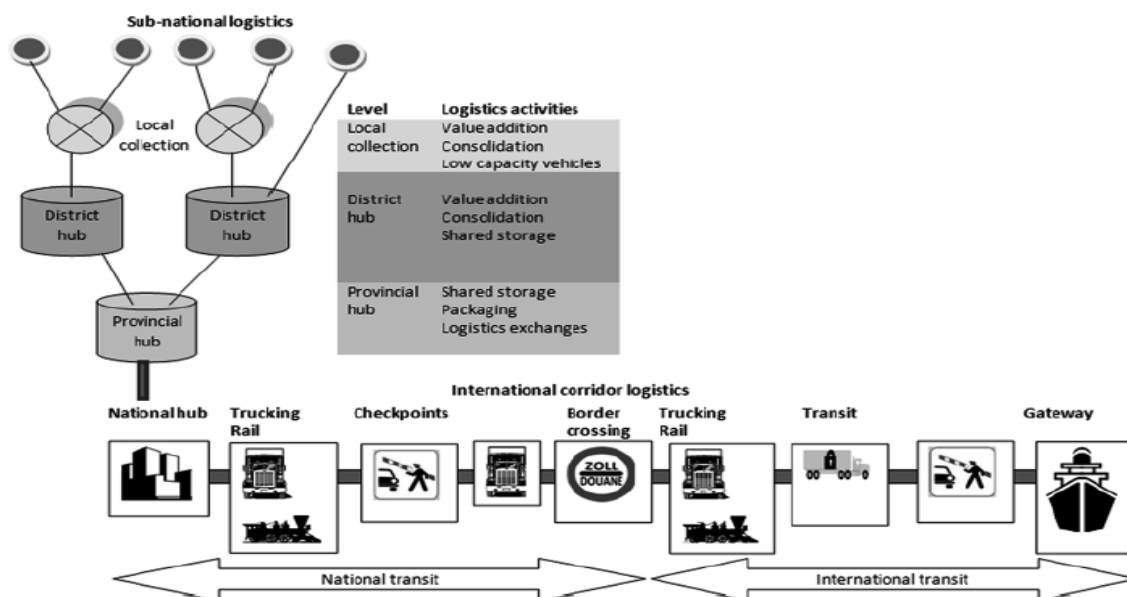 Sub-national logistics
Local
collection
District
hub
District
hub
Provincial
hub
Level Logistics activities
Local Value addition
collection Consolidation
Low capacity vehicles
District Value addition
hub Consolidation
Shared storage
Provincial Shared storage
hub Packaging
Logistics exchanges
International corridor logistics
National hub Trucking Checkpoints Border Trucking Transit Gateway
Rail crossing Rail
ZOLL
DOUANE
National transit International transit